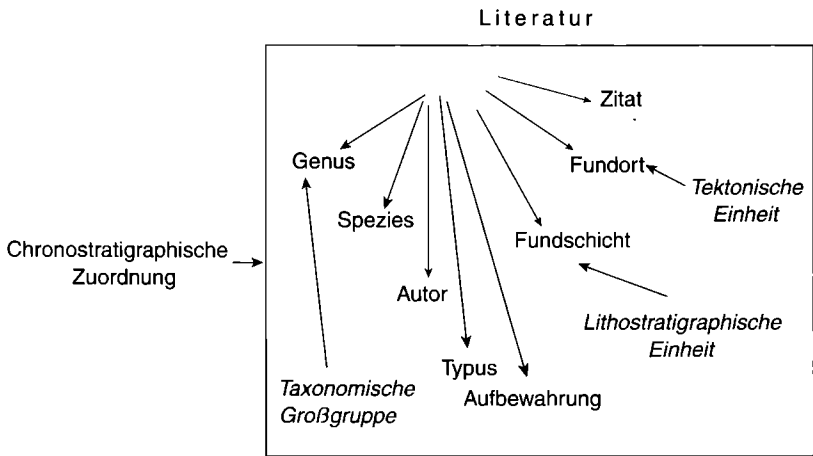 Literatur
Zitat
Genus
Fundort
Tektonische
Einheit
Spezies
Fundschicht
Chronostratigraphische
Zuordnung
Autor
Lithostratigraphische
Einheit
Typus
Taxonomische
Großgruppe
Aufbewahrung